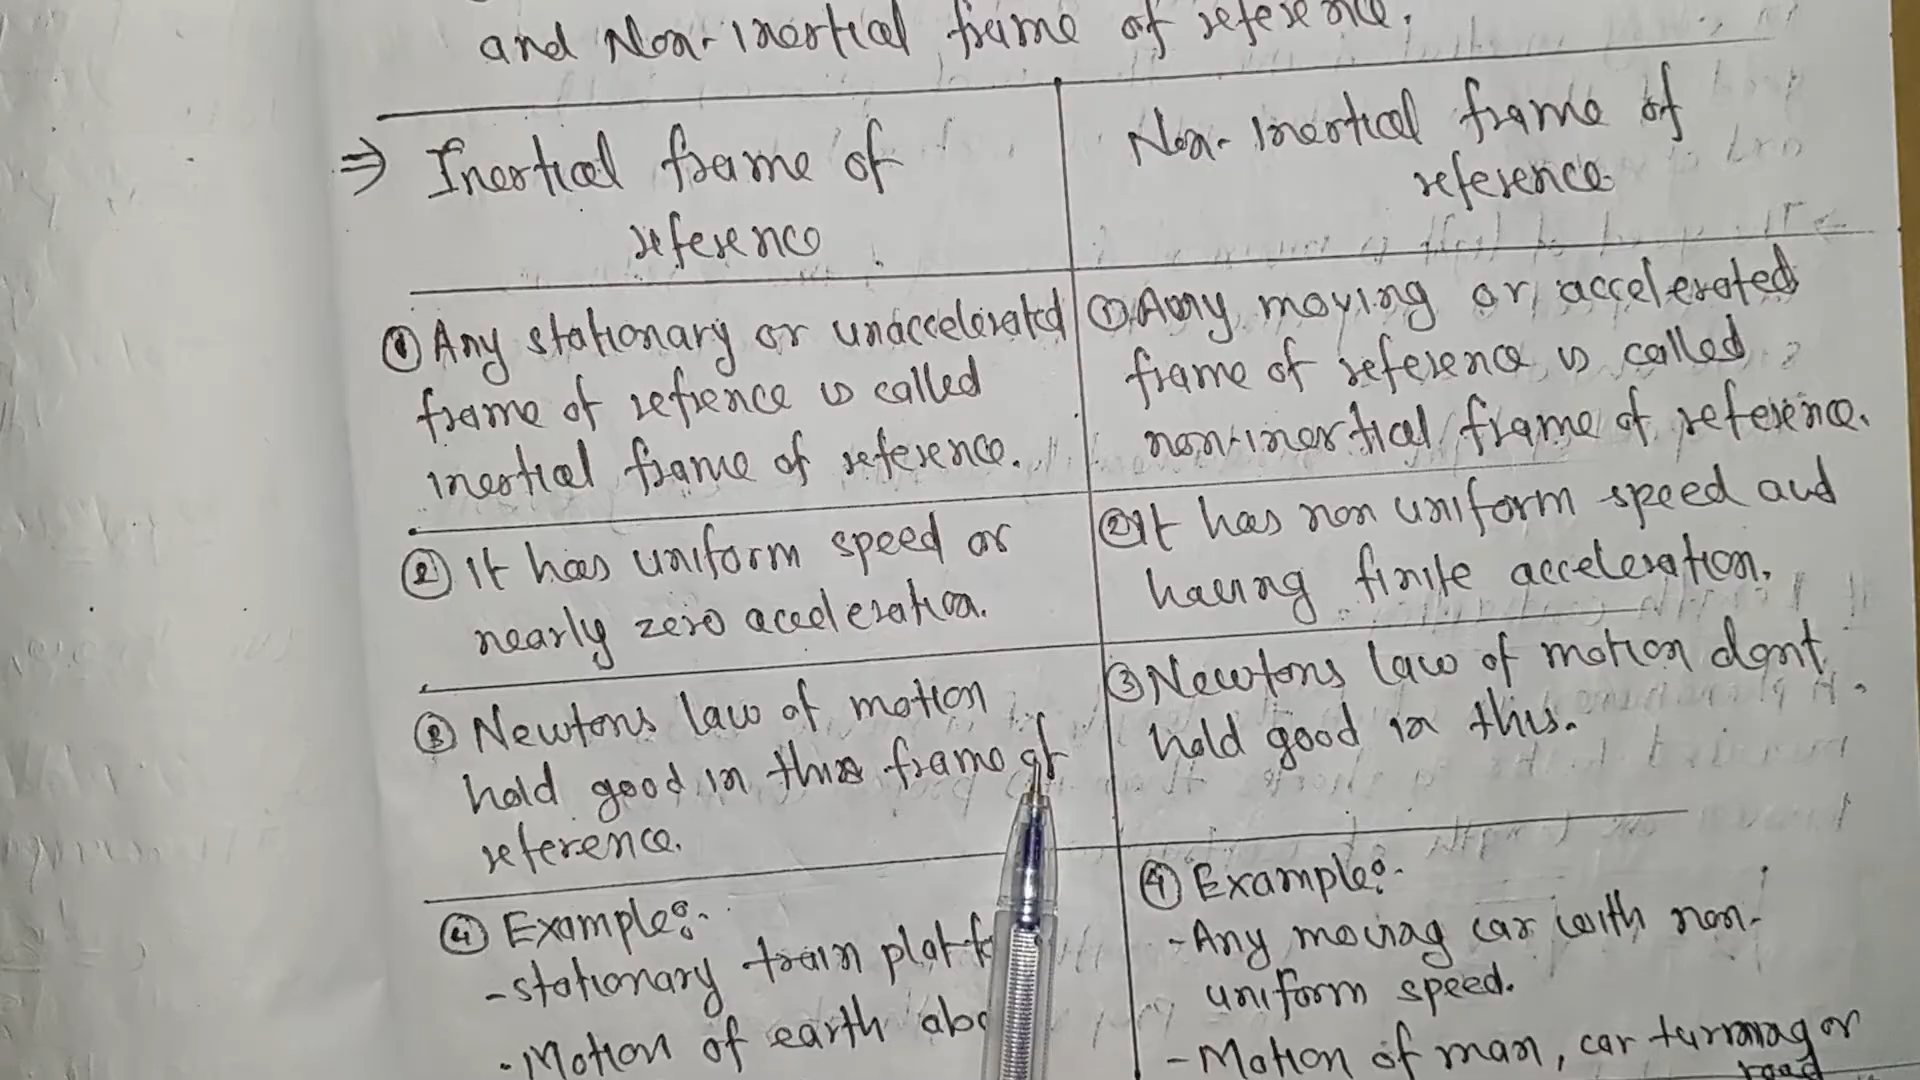 and Non-inertial frame of reference.
⇒ Inertial frame of
reference
Non-inertial frame of
reference.
① Any stationary or unaccelerated
frame of refrence is called
inertial frame of reference.
① Any moving or accelerated
frame of reference is called
non-inertial frame of reference.
② It has uniform speed or
nearly zero acceleration.
② It has non uniform speed and
having finite acceleration.
③ Newtons law of motion
hold good in this frame of
reference.
③ Newtons law of motion dont
hold good in this.
④ Example:-
-stationary train platfo
-Motion of earth abo
④ Example:-
-Any moving car with non-
uniform speed.
-Motion of man, car turning or
road